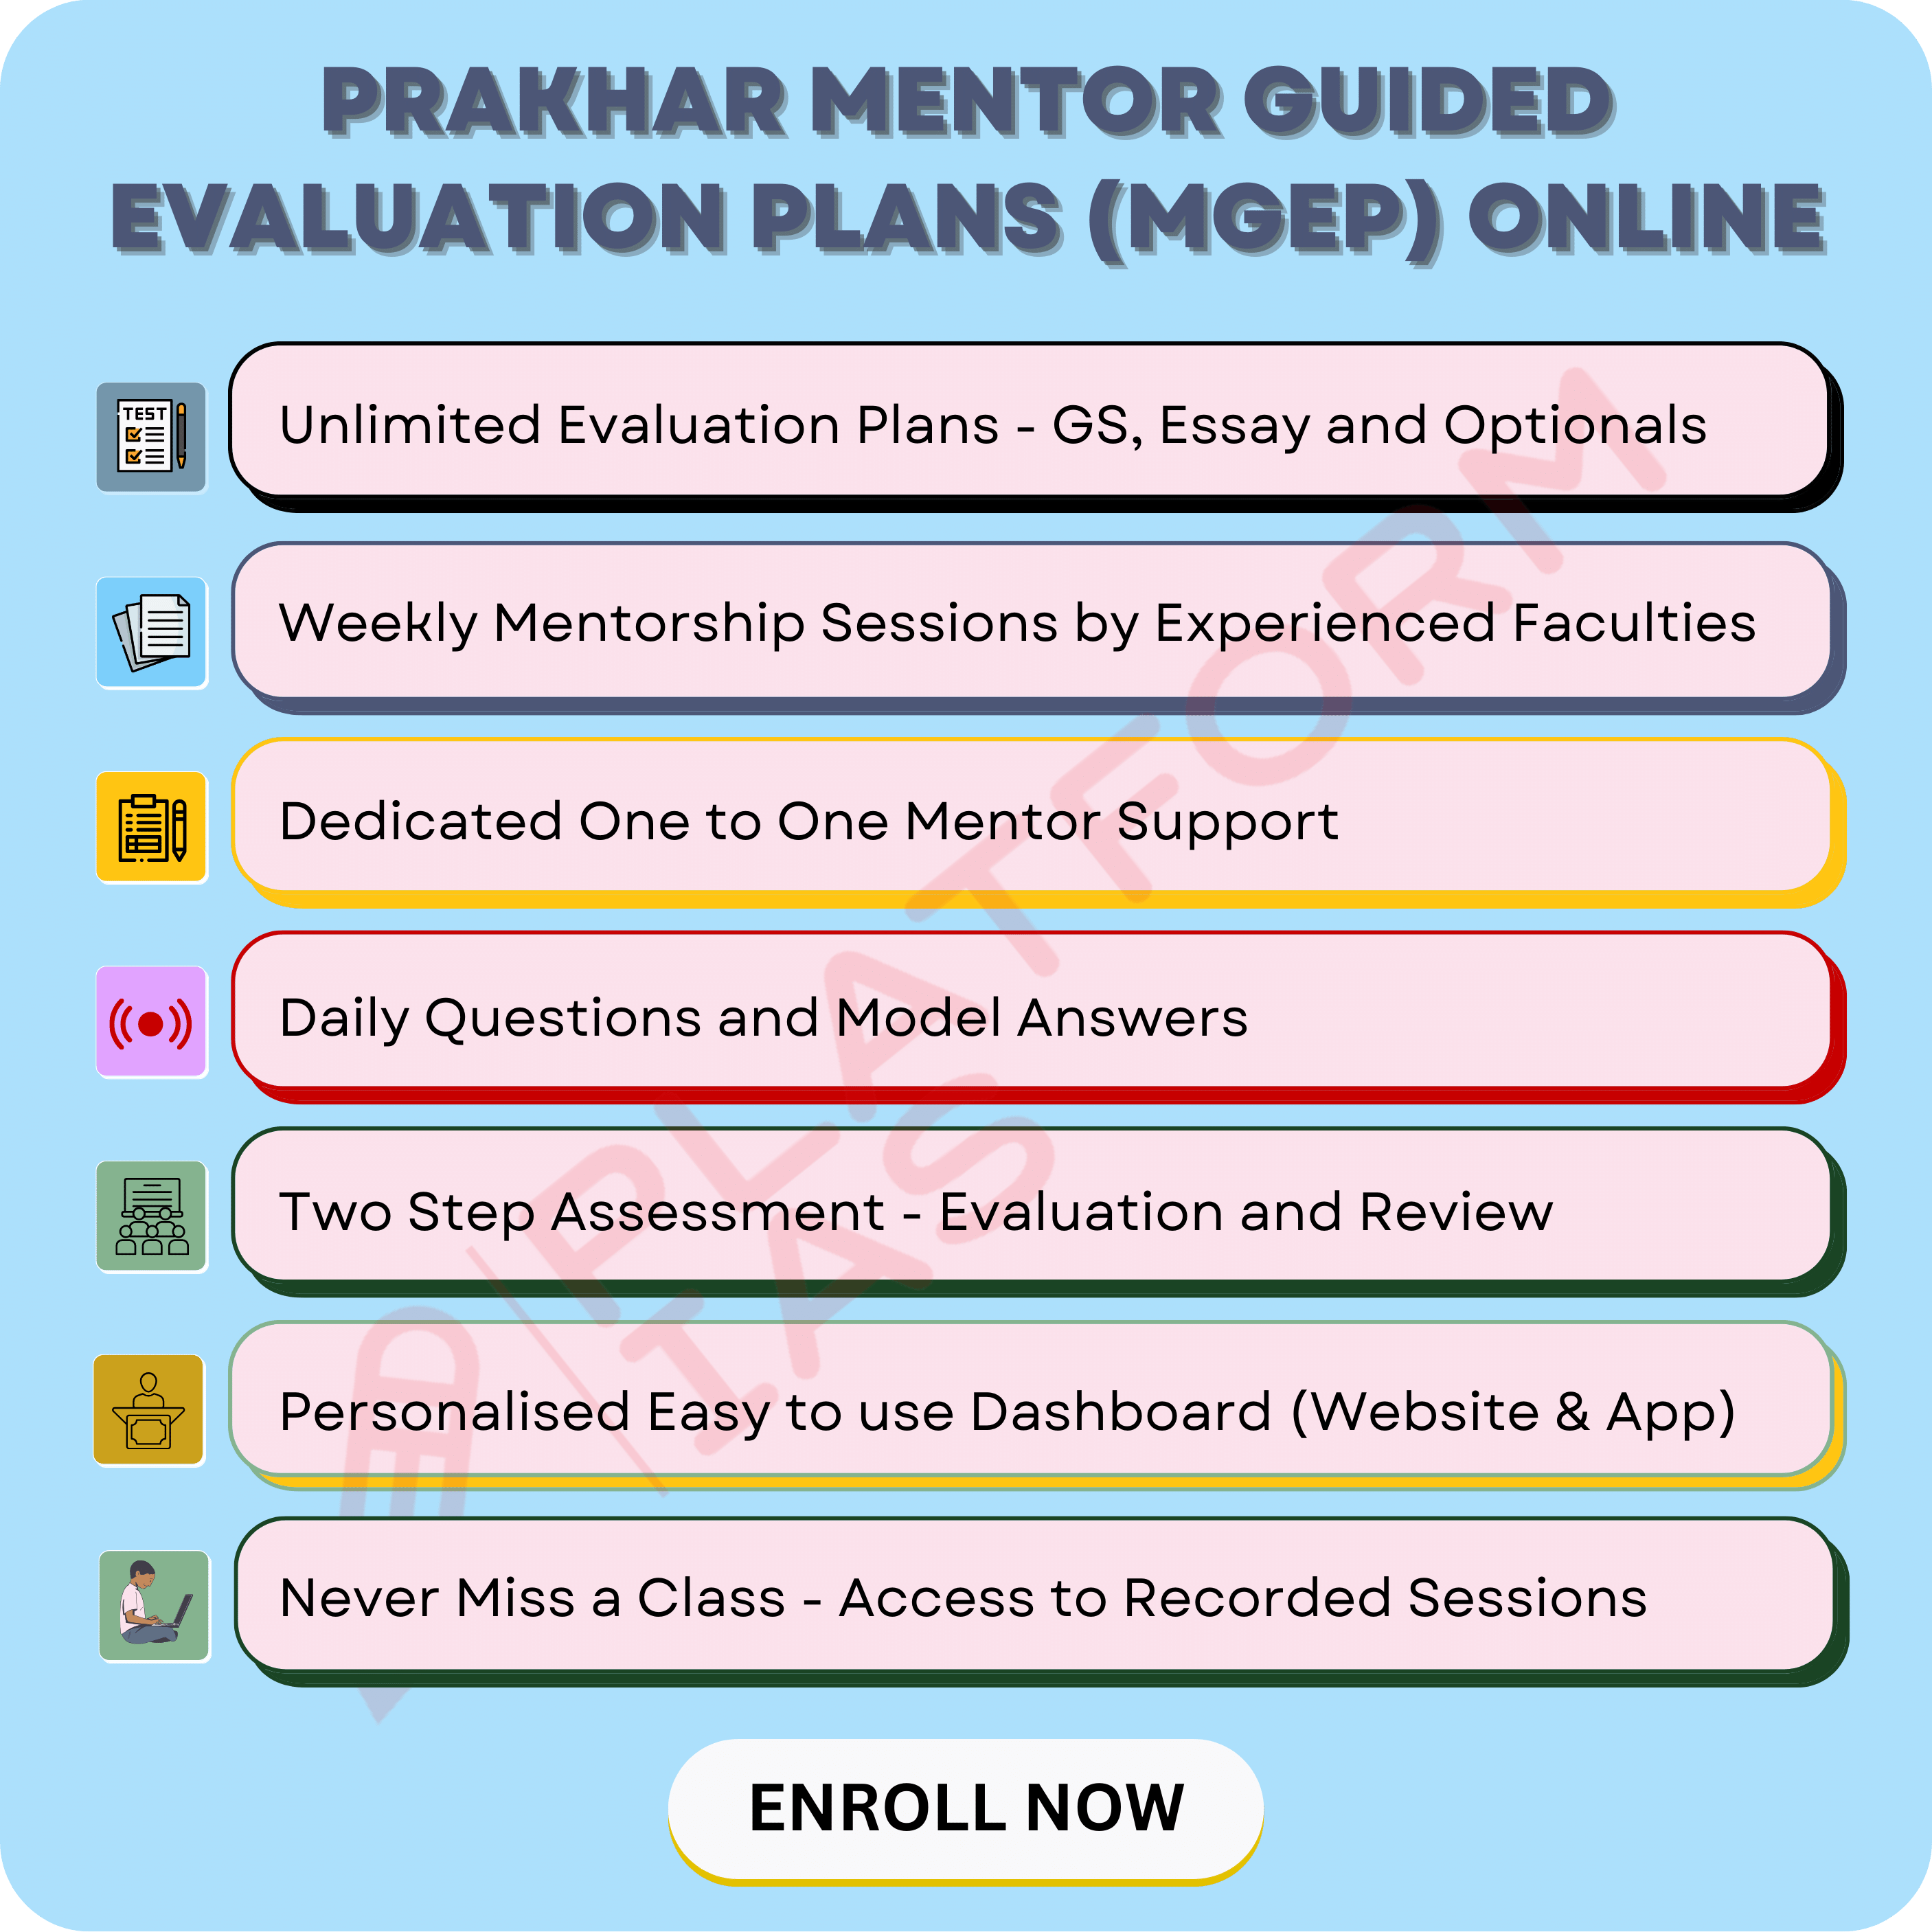 PRAKHAR MENTOR GUIDED
EVALUATION PLANS (MGEP) ONLINE
TEST
Unlimited Evaluation Plans - GS, Essay and Optionals
Weekly Mentorship Sessions by Experienced Faculties
Dedicated One to One Mentor Support
Daily Questions and Model Answers
Two Step Assessment - Evaluation and Review
Personalised Easy to use Dashboard (Website & App)
Never Miss a Class - Access to Recorded Sessions
PLATFORM
IAS
ENROLL NOW